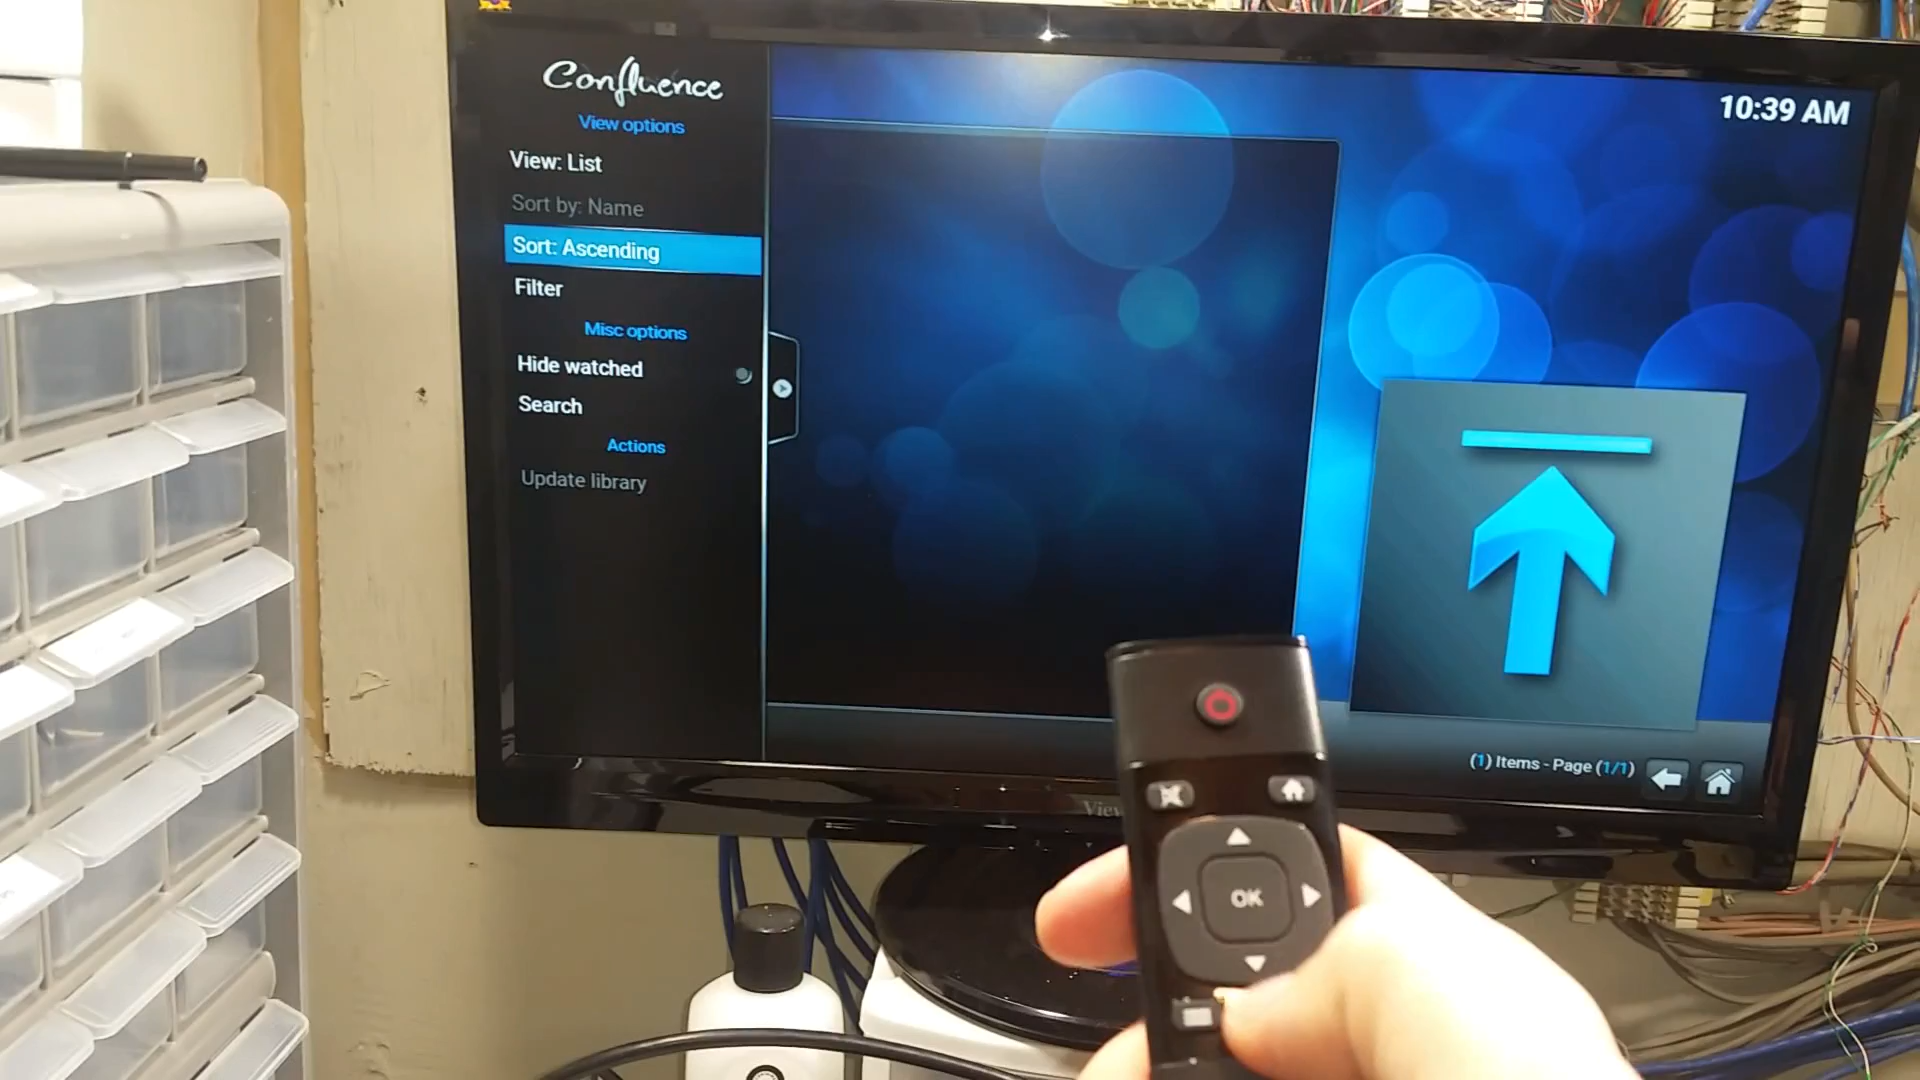 Confluence
View options
View: List
Sort by: Name
Sort: Ascending
Filter
Misc options
Hide watched
Search
Actions
Update library
10:39 AM
(1) Items - Page (1/1)
View
OK